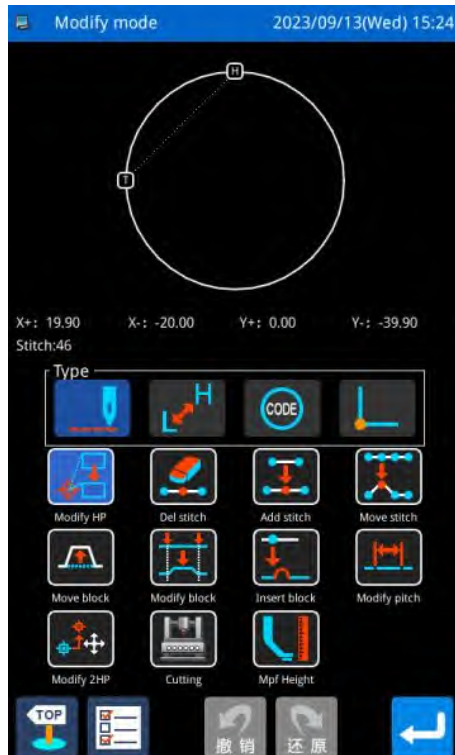 Modify mode 2023/09/13(Wed) 15:24
H
T
X+: 19.90 X-: -20.00 Y+: 0.00 Y-: -39.90
Stitch:46
Type
L H CODE
Modify HP Del stitch Add stitch Move stitch
Move block Modify block Insert block Modify pitch
Modify 2HP Cutting Mpf Height
TOP
撤 销 还 原